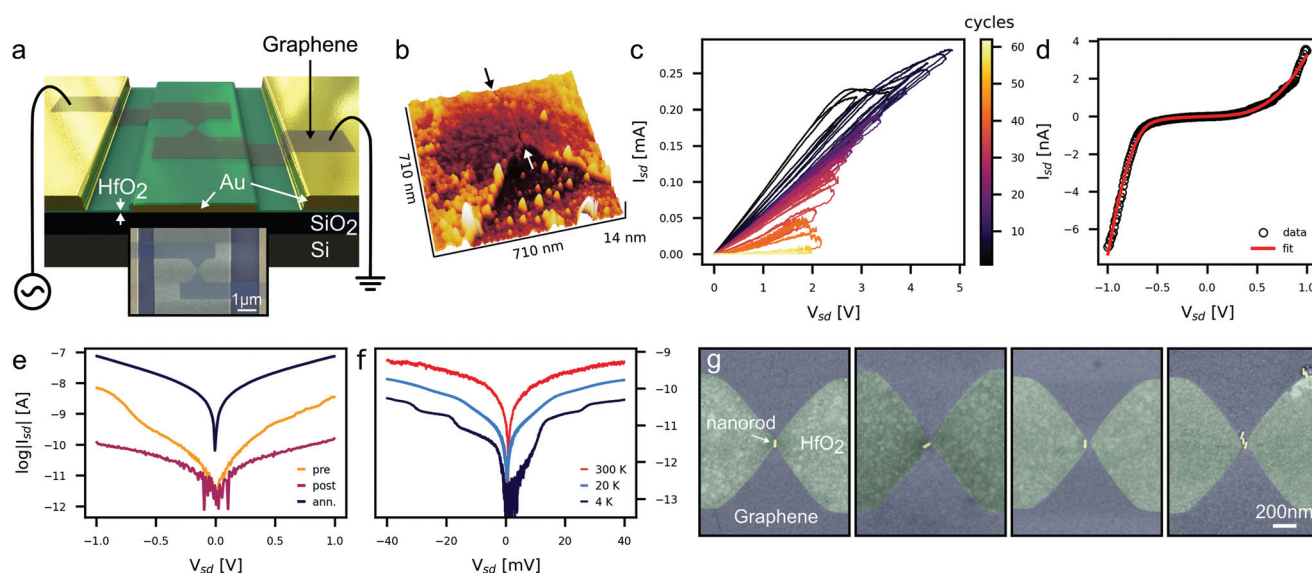 a
Graphene
HfO2
Au
SiO2
Si
1µm
b
710 nm
710 nm
14 nm
c
cycles
Isd [mA]
0.25
0.20
0.15
0.10
0.05
0.00
0
1
2
3
4
5
Vsd [V]
60
50
40
30
20
10
d
Isd [nA]
4
2
0
−2
−4
−6
data
fit
−1.0
−0.5
0.0
0.5
1.0
Vsd [V]
e
log|Isd| [A]
−7
−8
−9
−10
−11
−12
pre
post
ann.
−1.0
−0.5
0.0
0.5
1.0
Vsd [V]
f
−9
−10
−11
−12
−13
300 K
20 K
4 K
−40
−20
0
20
40
Vsd [mV]
g
nanorod
HfO2
Graphene
200nm